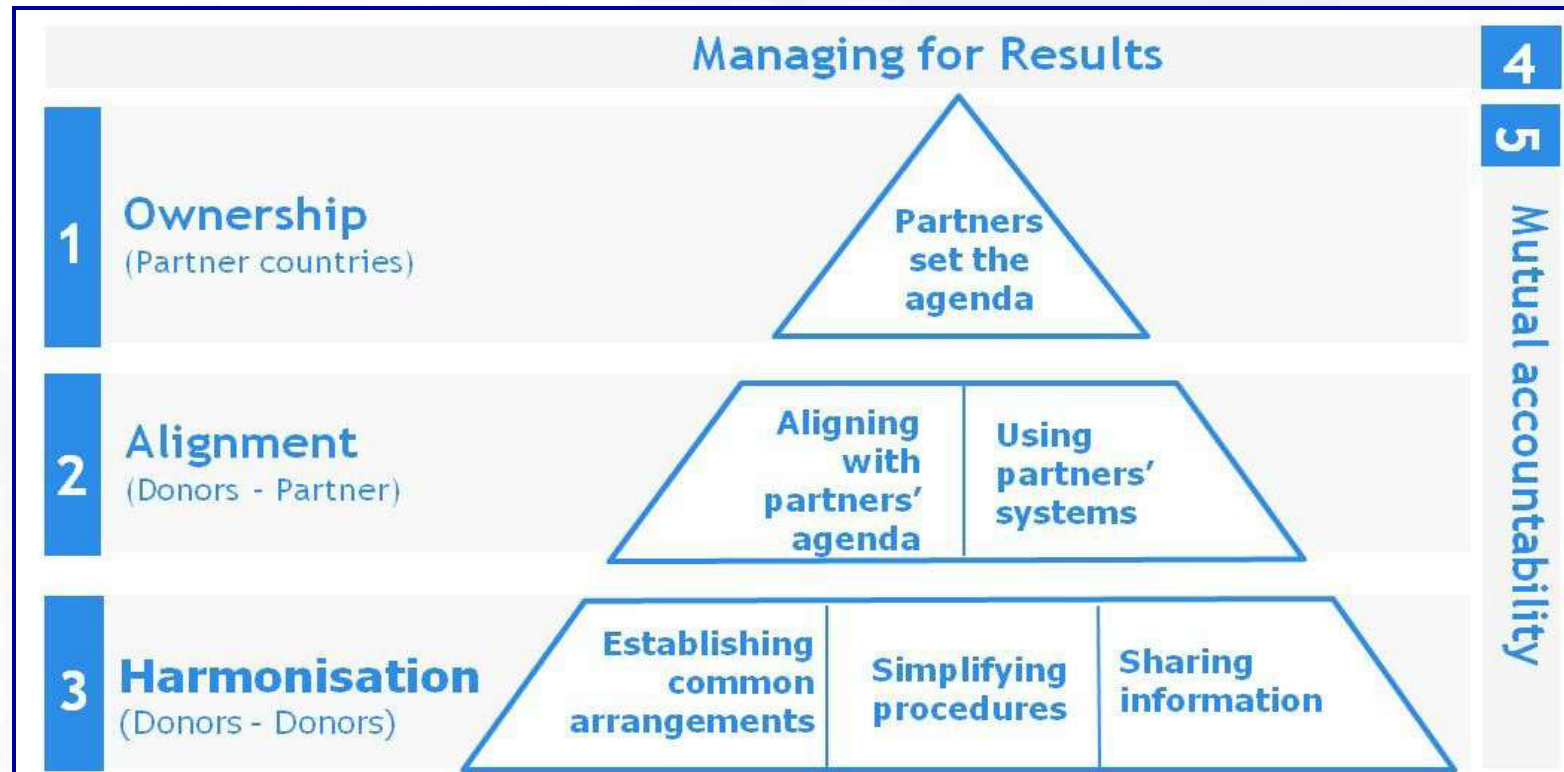 Managing for Results
4
5
Mutual accountability
1
Ownership
(Partner countries)
Partners
set the
agenda
2
Alignment
(Donors - Partner)
Aligning
with
partners’
agenda
Using
partners’
systems
3
Harmonisation
(Donors - Donors)
Establishing
common
arrangements
Simplifying
procedures
Sharing
information